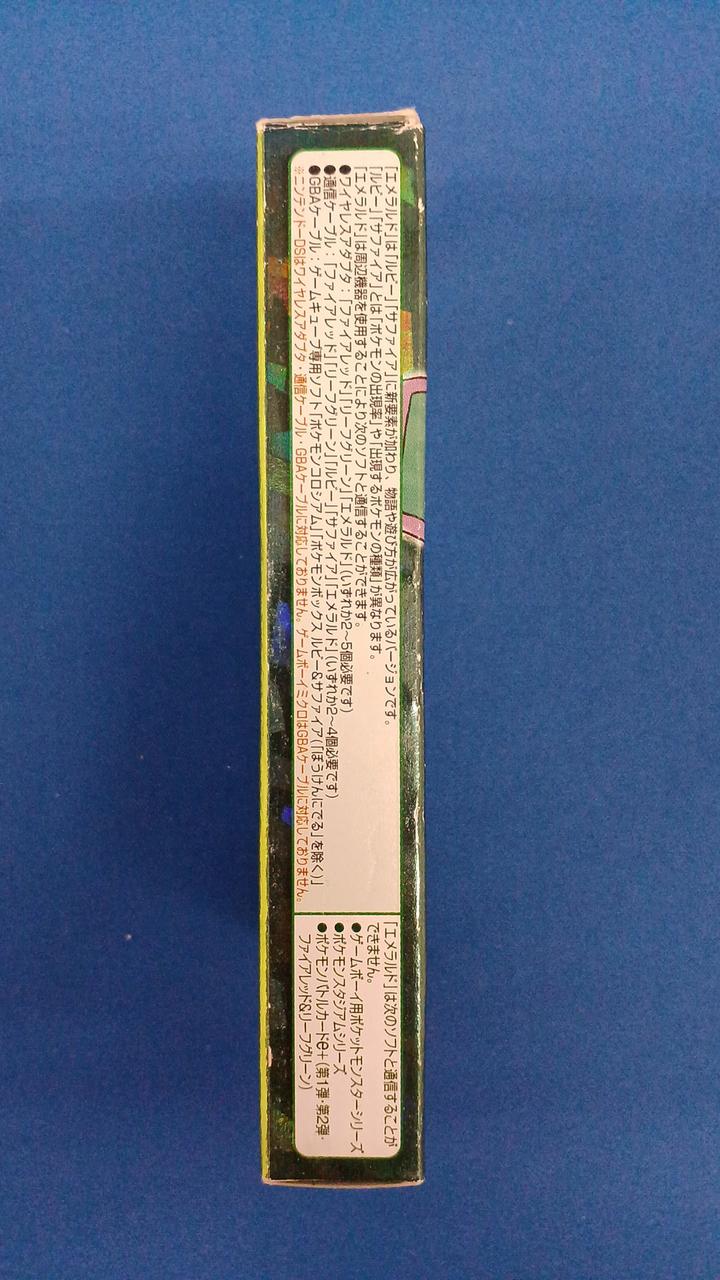 「エメラルド」は「ルビー」「サファイア」に新要素が加わり、物語や遊び方が広がっているバージョンです。
「ルビー」「サファイア」とは「ポケモンの出現率」や「出現するポケモンの種類」が異なります。
「エメラルド」は周辺機器を使用することにより次のソフトと通信することができます。
●ワイヤレスアダプタ：「ファイアレッド」「リーフグリーン」「エメラルド」(いずれか2〜5個必要です)
●通信ケーブル：「ファイアレッド」「リーフグリーン」「ルビー」「サファイア」「エメラルド」(いずれか2〜4個必要です)
●GBAケーブル：ゲームキューブ専用ソフト「ポケモンコロシアム」「ポケモンボックス ルビー&サファイア(「ぼうけんにでる」を除く)」
※ニンテンドーDSはワイヤレスアダプタ・通信ケーブル・GBAケーブルに対応しておりません。ゲームボーイミクロはGBAケーブルに対応しておりません。
「エメラルド」は次のソフトと通信することが
できません。
●ゲームボーイ用ポケットモンスターシリーズ
●ポケモンスタジアムシリーズ
●ポケモンバトルカードe+(第1弾・第2弾・
ファイアレッド&リーフグリーン)